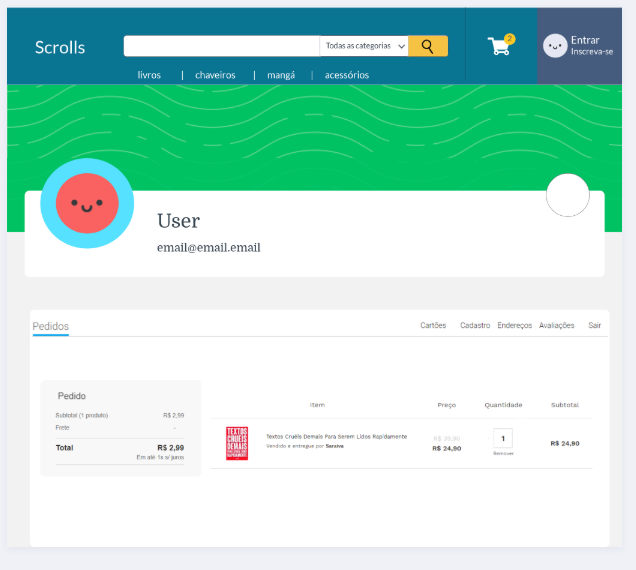 2
Entrar
Scrolls
Todas as categorias
Inscreva-se
livros | chaveiros | mangá | acessórios
User
email@email.email
Pedidos
Cartões Cadastro Endereços Avaliações Sair
Pedido
Subtotal (1 produto) R$ 2,99
Frete -
Total R$ 2,99
Em até 1x s/ juros
Item Preço Quantidade Subtotal
TEXTOS
CRUÉIS
DEMAIS
Textos Cruéis Demais Para Serem Lidos Rapidamente
Vendido e entregue por Saraiva
R$ 24,90
1
Remover
R$ 24,90